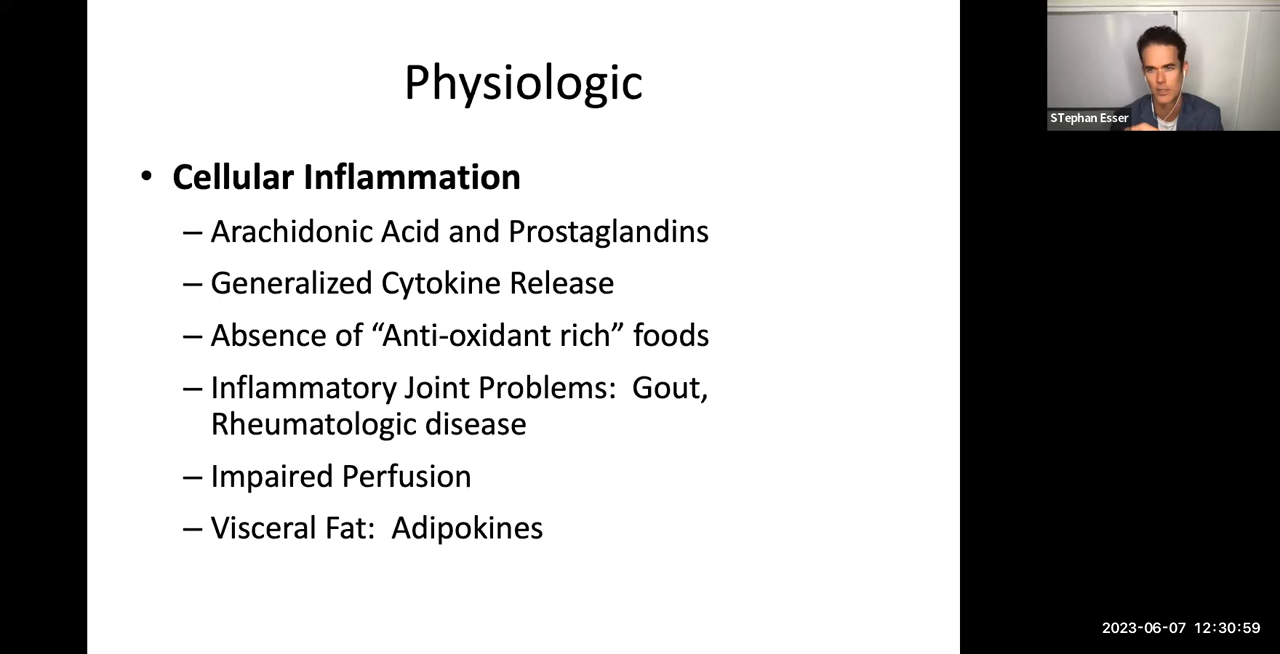 Physiologic
• Cellular Inflammation
– Arachidonic Acid and Prostaglandins
– Generalized Cytokine Release
– Absence of “Anti-oxidant rich” foods
– Inflammatory Joint Problems:  Gout,
Rheumatologic disease
– Impaired Perfusion
– Visceral Fat:  Adipokines
STephan Esser
2023-06-07 12:30:59